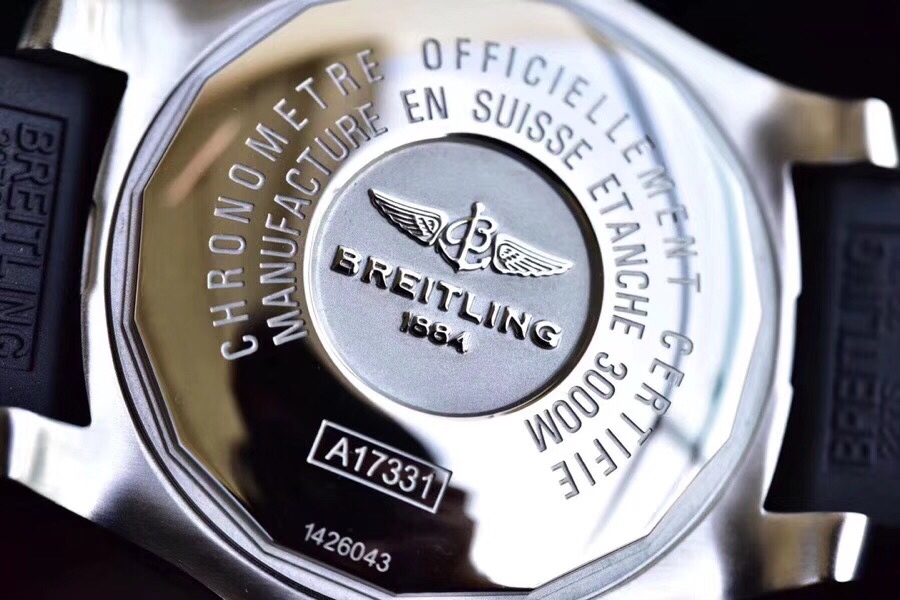 CHRONOMETRE OFFICIELLEMENT CERTIFIE
MANUFACTURE EN SUISSE ETANCHE 3000M
BREITLING
1884
A17331
1426043
BREITLING
BREITLING